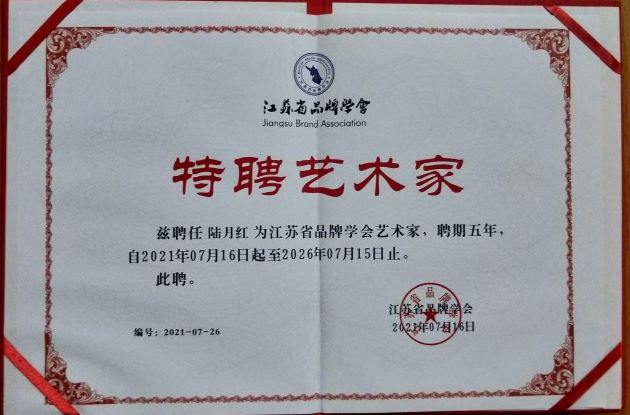 江苏省品牌学會
Jiangsu Brand Association
特聘艺术家
兹聘任 陆月红 为江苏省品牌学会艺术家，聘期五年，
自2021年07月16日起至2026年07月15日止。
此聘。
江苏省品牌学会
2021年07月16日
编号：2021-07-26